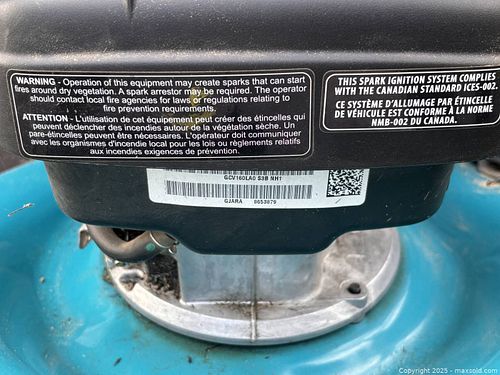 WARNING - Operation of this equipment may create sparks that can start
fires around dry vegetation. A spark arrestor may be required. The operator
should contact local fire agencies for laws or regulations relating to
fire prevention requirements.
ATTENTION - L'utilisation de cet équipement peut créer des étincelles qui
peuvent déclencher des incendies autour de la végétation sèche. Un
pare-étincelles peuvent être nécessaires. L'opérateur doit communiquer
avec les organismes d'incendie local pour les lois ou règlements relatifs
aux incendies exigences de prévention.
THIS SPARK IGNITION SYSTEM COMPLIES
WITH THE CANADIAN STANDARD ICES-002.
CE SYSTÈME D'ALLUMAGE PAR ÉTINCELLE
DE VÉHICULE EST CONFORME À LA NORME
NMB-002 DU CANADA.
GCV160LA0 S3B NH1
GJARA 8653879
Copyright 2025 - maxsold.com